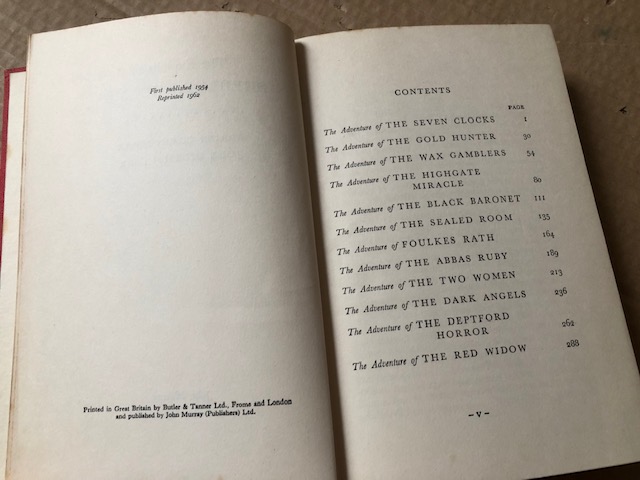 First published 1954
Reprinted 1962
Printed in Great Britain by Butler & Tanner Ltd., Frome and London
and published by John Murray (Publishers) Ltd.
CONTENTS
PAGE
The Adventure of THE SEVEN CLOCKS 1
The Adventure of THE GOLD HUNTER 30
The Adventure of THE WAX GAMBLERS 54
The Adventure of THE HIGHGATE
MIRACLE 80
The Adventure of THE BLACK BARONET 111
The Adventure of THE SEALED ROOM 135
The Adventure of FOULKES RATH 164
The Adventure of THE ABBAS RUBY 189
The Adventure of THE TWO WOMEN 213
The Adventure of THE DARK ANGELS 236
The Adventure of THE DEPTFORD
HORROR 262
The Adventure of THE RED WIDOW 288
– V –